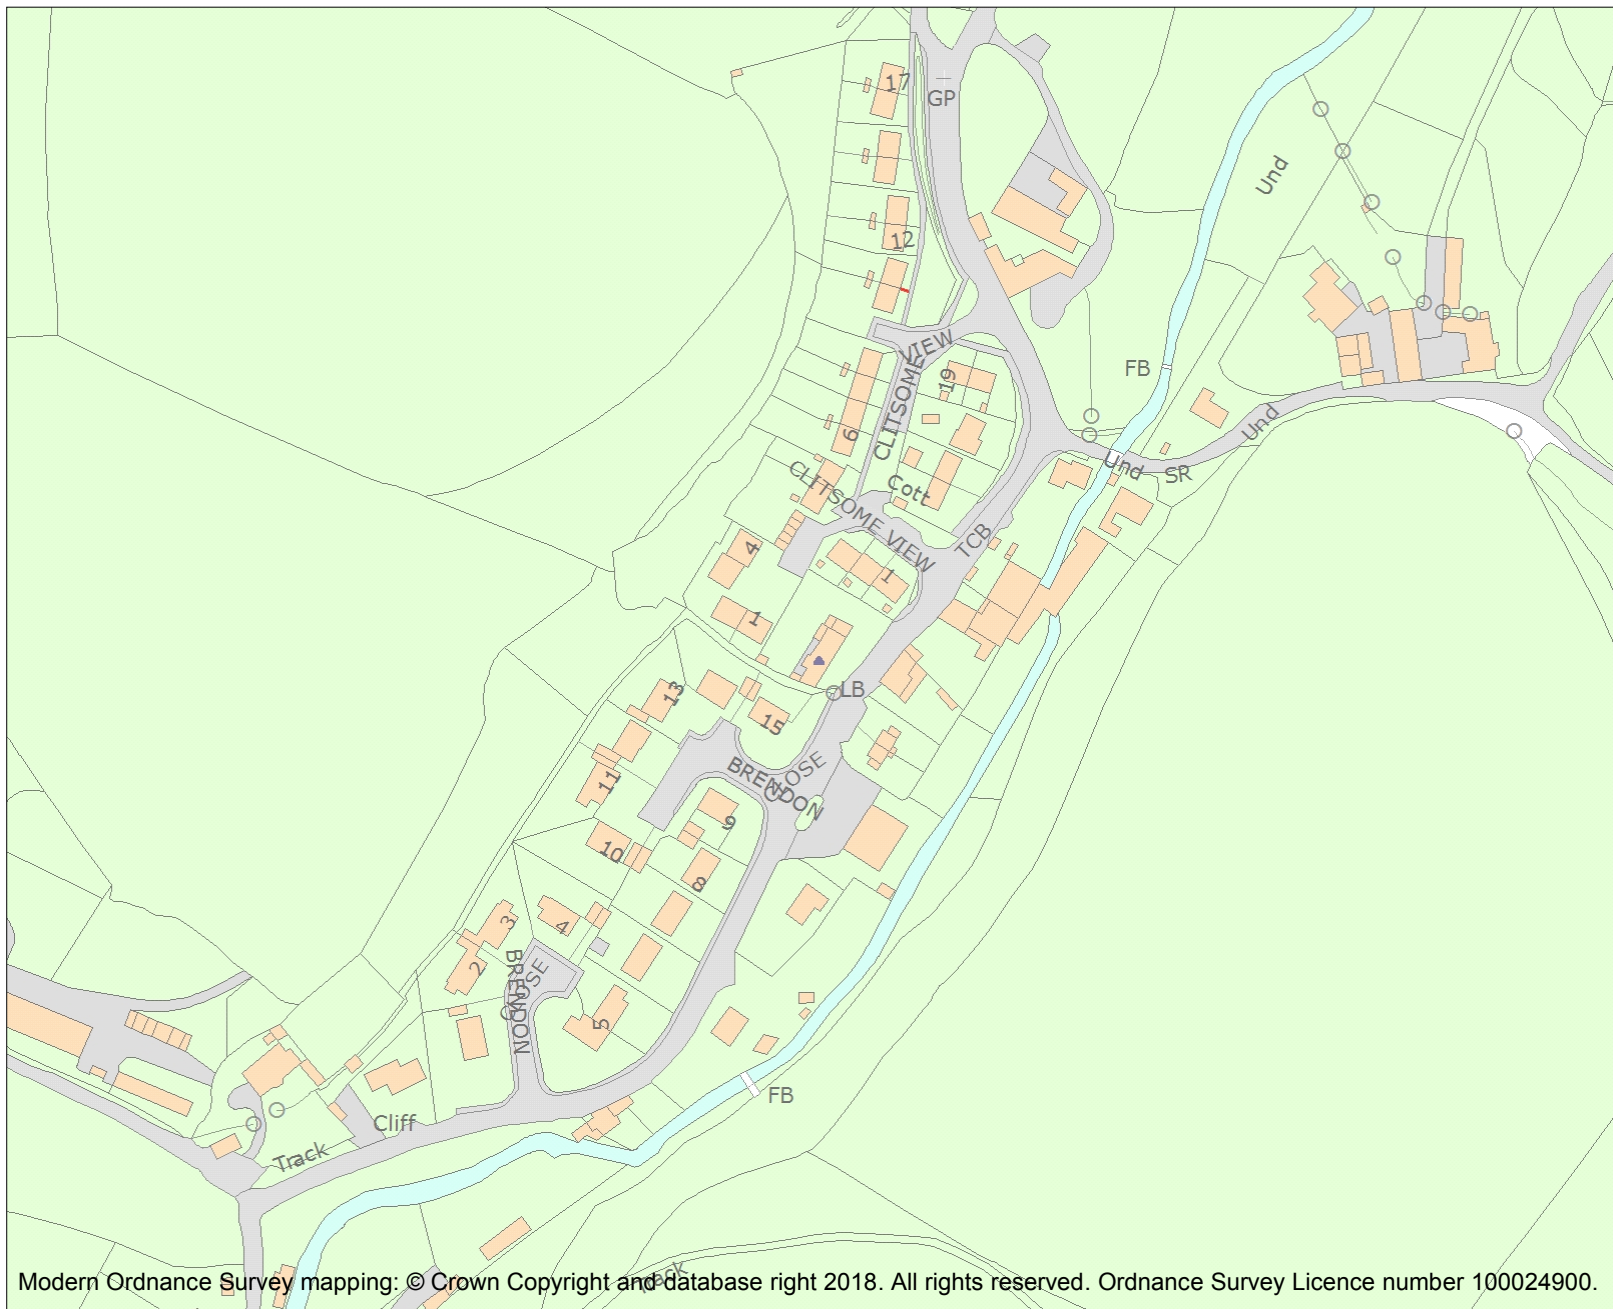 17
GP
Und
12
VIEW
CLITSOME
19
FB
6
Und
Cott
Und
SR
CLITSOME VIEW
TCB
4
1
1
13
LB
15
BRENDON
CLOSE
11
9
10
8
3
4
2
BRENDON
CLOSE
5
FB
Cliff
Track
Track
Modern Ordnance Survey mapping: © Crown Copyright and database right 2018. All rights reserved. Ordnance Survey Licence number 100024900.